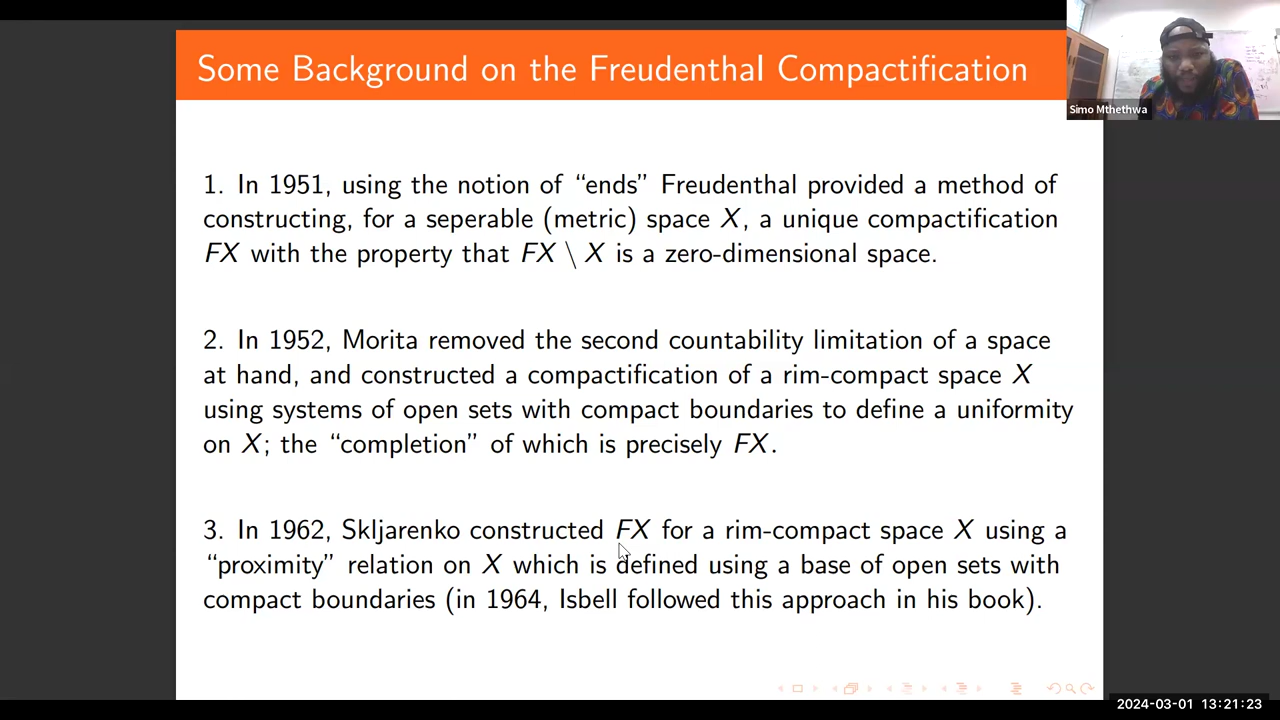 Some Background on the Freudenthal Compactification
Simo Mthethwa
1. In 1951, using the notion of “ends” Freudenthal provided a method of
constructing, for a seperable (metric) space X, a unique compactification
FX with the property that FX \ X is a zero-dimensional space.
2. In 1952, Morita removed the second countability limitation of a space
at hand, and constructed a compactification of a rim-compact space X
using systems of open sets with compact boundaries to define a uniformity
on X; the “completion” of which is precisely FX.
3. In 1962, Skljarenko constructed FX for a rim-compact space X using a
“proximity” relation on X which is defined using a base of open sets with
compact boundaries (in 1964, Isbell followed this approach in his book).
2024-03-01 13:21:23